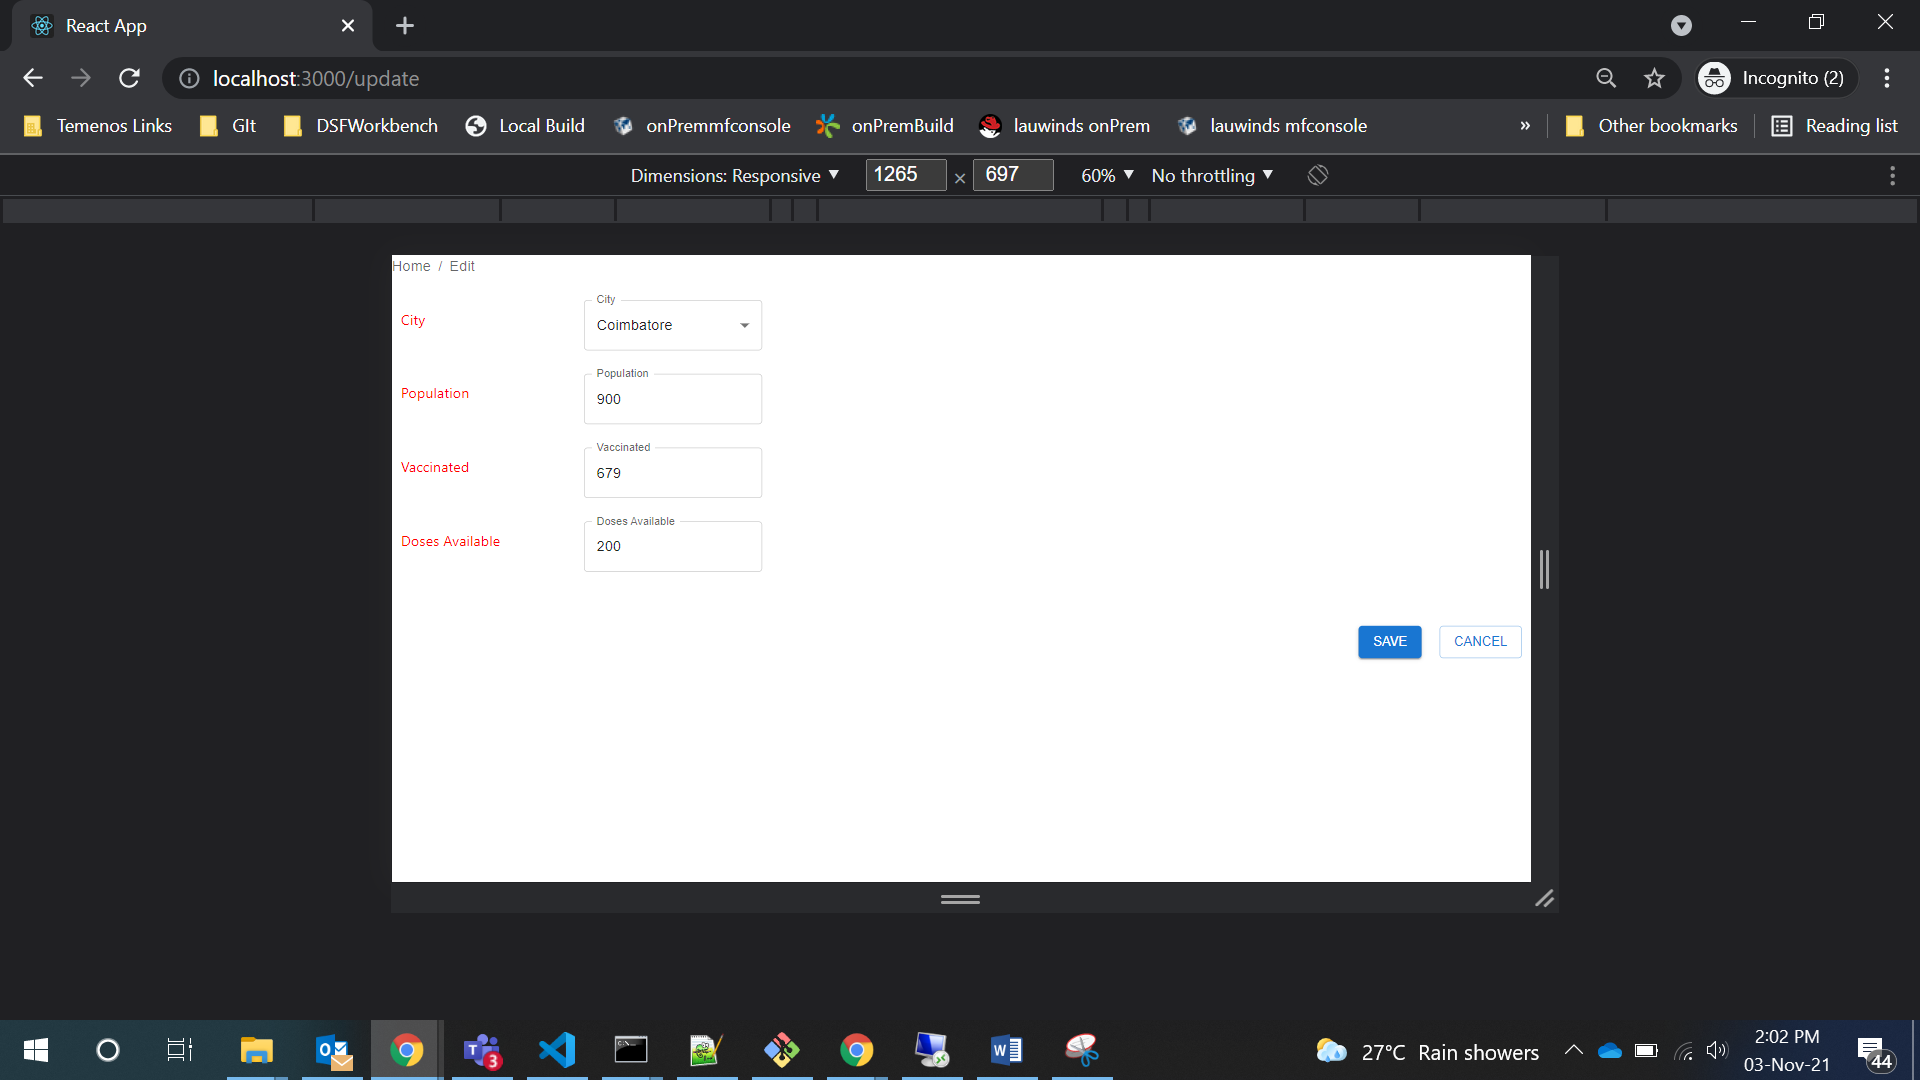 React App
localhost:3000/update
Incognito (2)
Temenos Links
GIt
DSFWorkbench
Local Build
onPremmfconsole
onPremBuild
lauwinds onPrem
lauwinds mfconsole
»
Other bookmarks
Reading list
Dimensions: Responsive
1265 × 697
60%
No throttling
Home / Edit
City
City
Coimbatore
Population
Population
900
Vaccinated
Vaccinated
679
Doses Available
Doses Available
200
SAVE
CANCEL
3
27°C Rain showers
2:02 PM
03-Nov-21
44